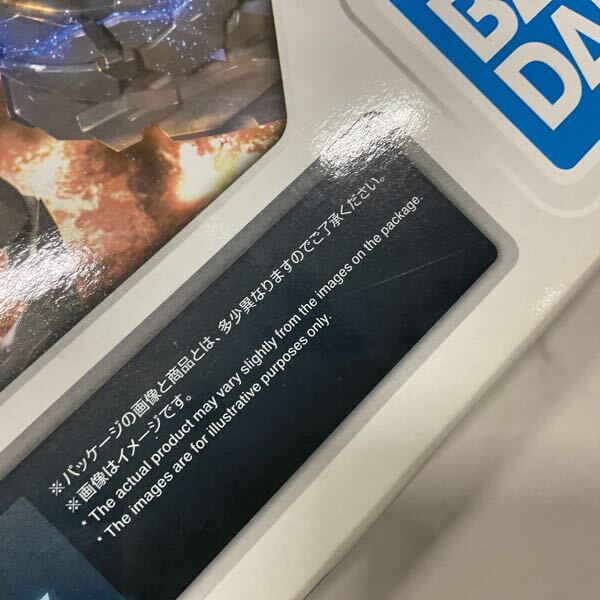 ※パッケージの画像と商品とは、多少異なりますのでご了承ください。
※画像はイメージです。
* The actual product may vary slightly from the images on the package.
* The images are for illustrative purposes only.
DA